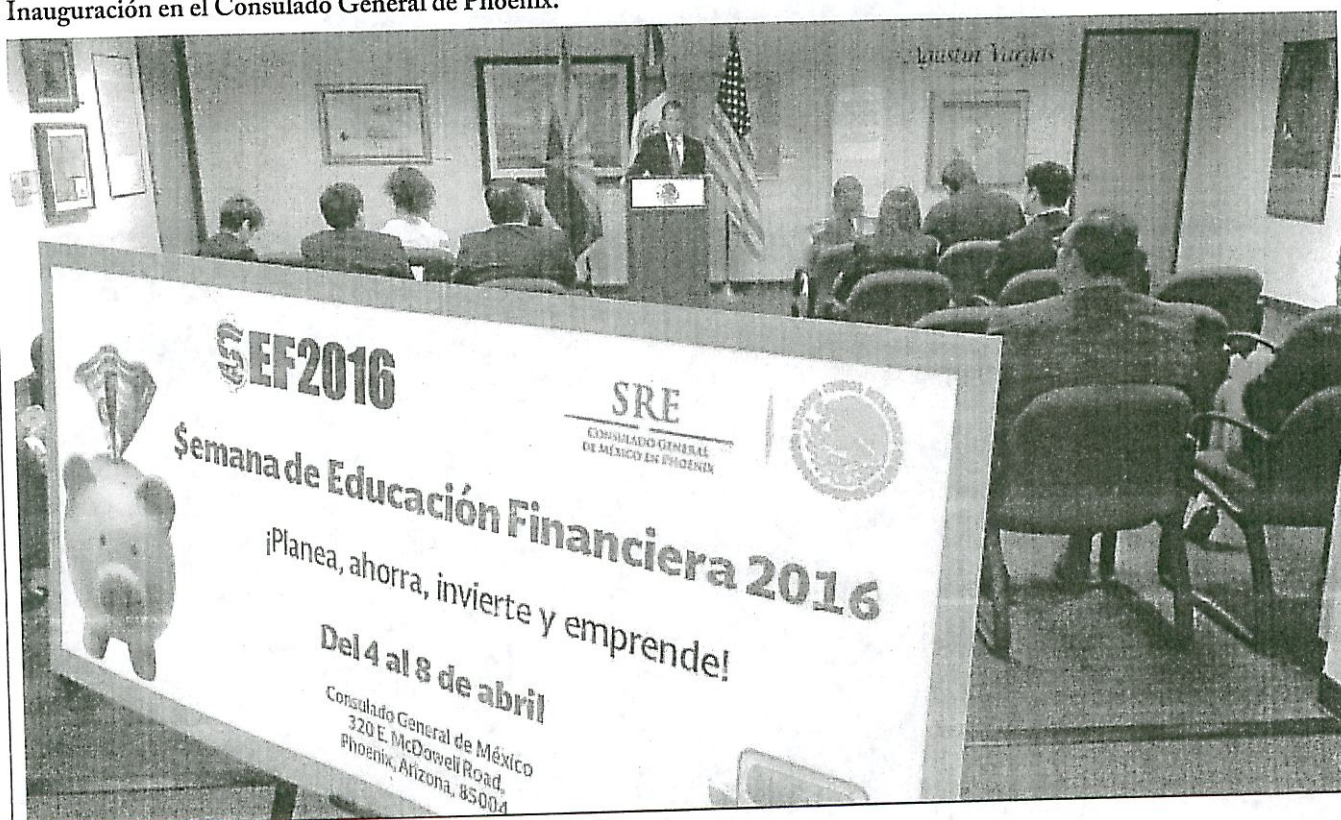 Inauguración en el Consulado General de Phoenix.
Agustín Vargas
$EF2016
SRE
CONSULADO GENERAL
DE MÉXICO EN PHOENIX
$emana de Educación Financiera 2016
¡Planea, ahorra, invierte y emprende!
Del 4 al 8 de abril
Consulado General de México
320 E. McDowell Road,
Phoenix, Arizona, 85004